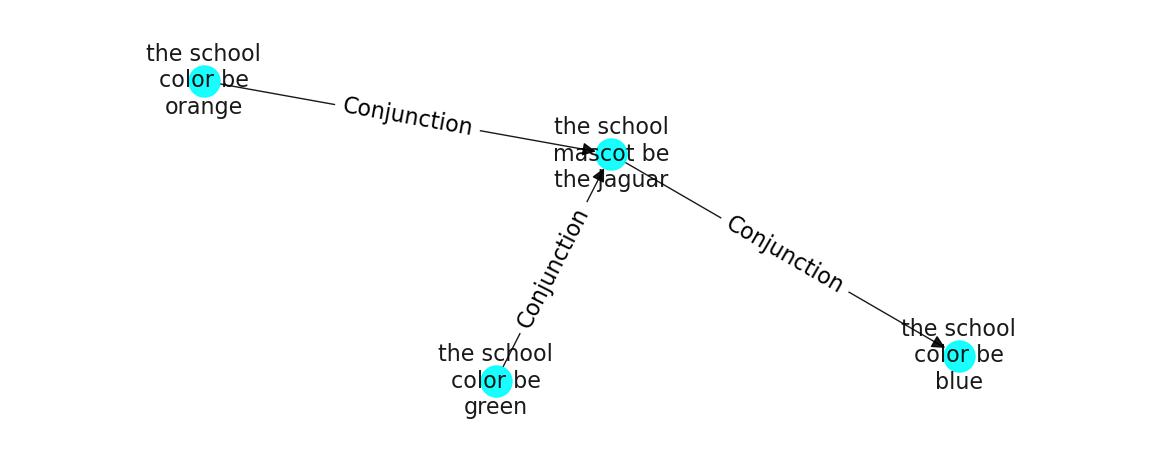 the school
color be
orange
Conjunction
the school
mascot be
the jaguar
Conjunction
Conjunction
the school
color be
blue
the school
color be
green